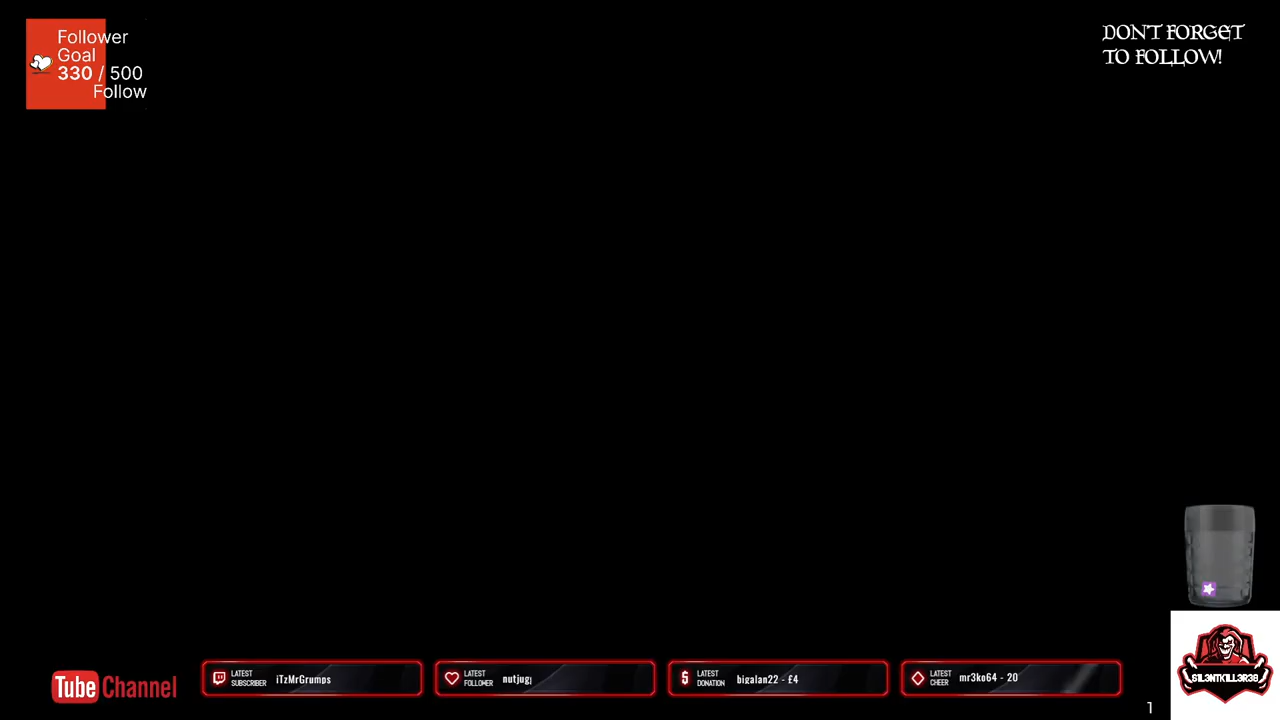 Follower
Goal
330 / 500
Follow
DON'T FORGET
TO FOLLOW!
Tube Channel
LATEST
SUBSCRIBER
iTzMrGrumps
LATEST
FOLLOWER
nutjug
LATEST
DONATION
bigalan22 - £4
LATEST
CHEER
mr3ko64 - 20
1